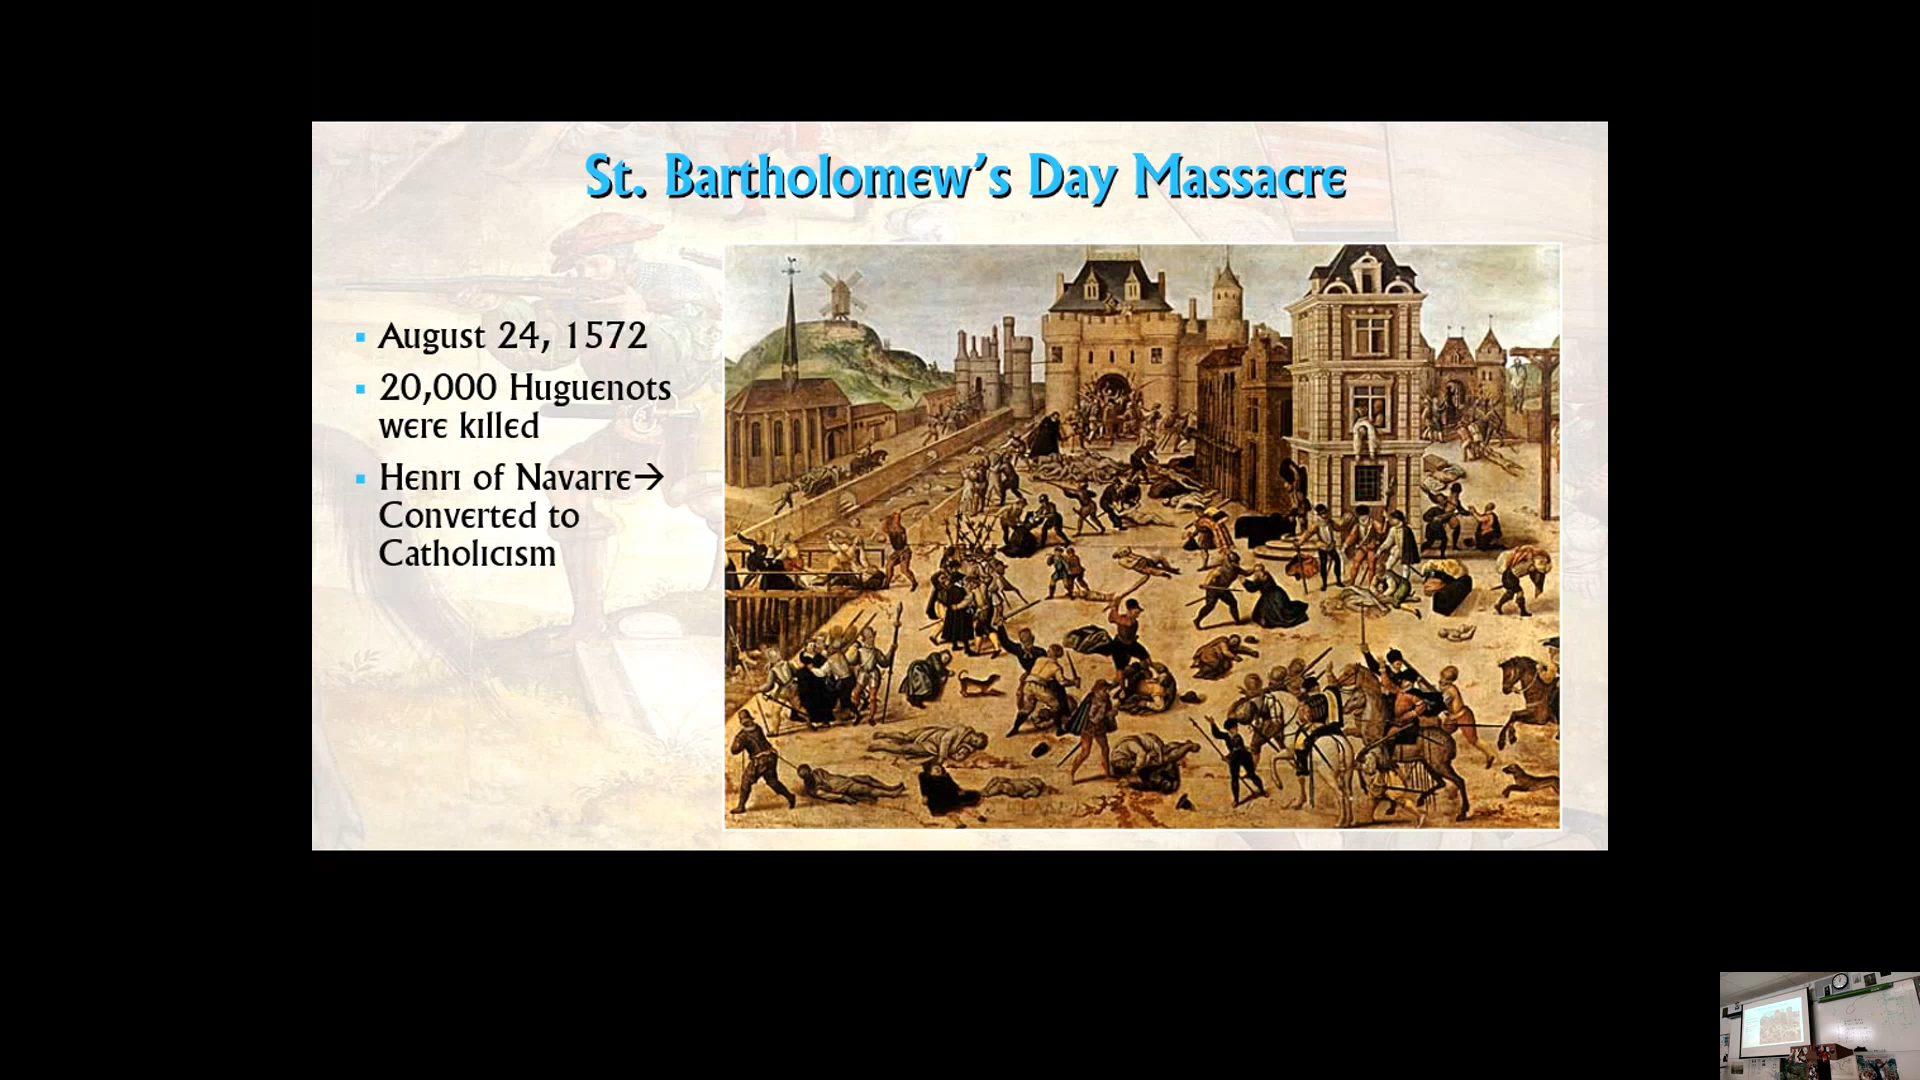 St. Bartholomew's Day Massacre
▪ August 24, 1572
▪ 20,000 Huguenots
were killed
▪ Henri of Navarre→
Converted to
Catholicism